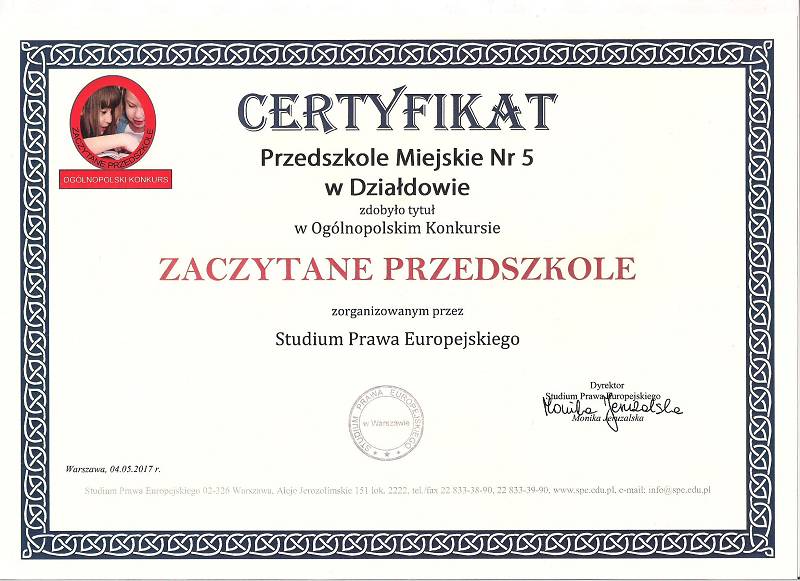 ZACZYTANE PRZEDSZKOLE
OGÓLNOPOLSKI KONKURS
CERTYFIKAT
Przedszkole Miejskie Nr 5
w Działdowie
zdobyło tytuł
w Ogólnopolskim Konkursie
ZACZYTANE PRZEDSZKOLE
zorganizowanym przez
Studium Prawa Europejskiego
Dyrektor
Studium Prawa Europejskiego
Monika Jeruzalska
Monika Jeruzalska
STUDIUM PRAWA EUROPEJSKIEGO
w Warszawie
Warszawa, 04.05.2017 r.
Studium Prawa Europejskiego 02-326 Warszawa, Aleje Jerozolimskie 151 lok. 2222, tel./fax 22 833-38-90, 22 833-39-90, www.spe.edu.pl, e-mail: info@spe.edu.pl